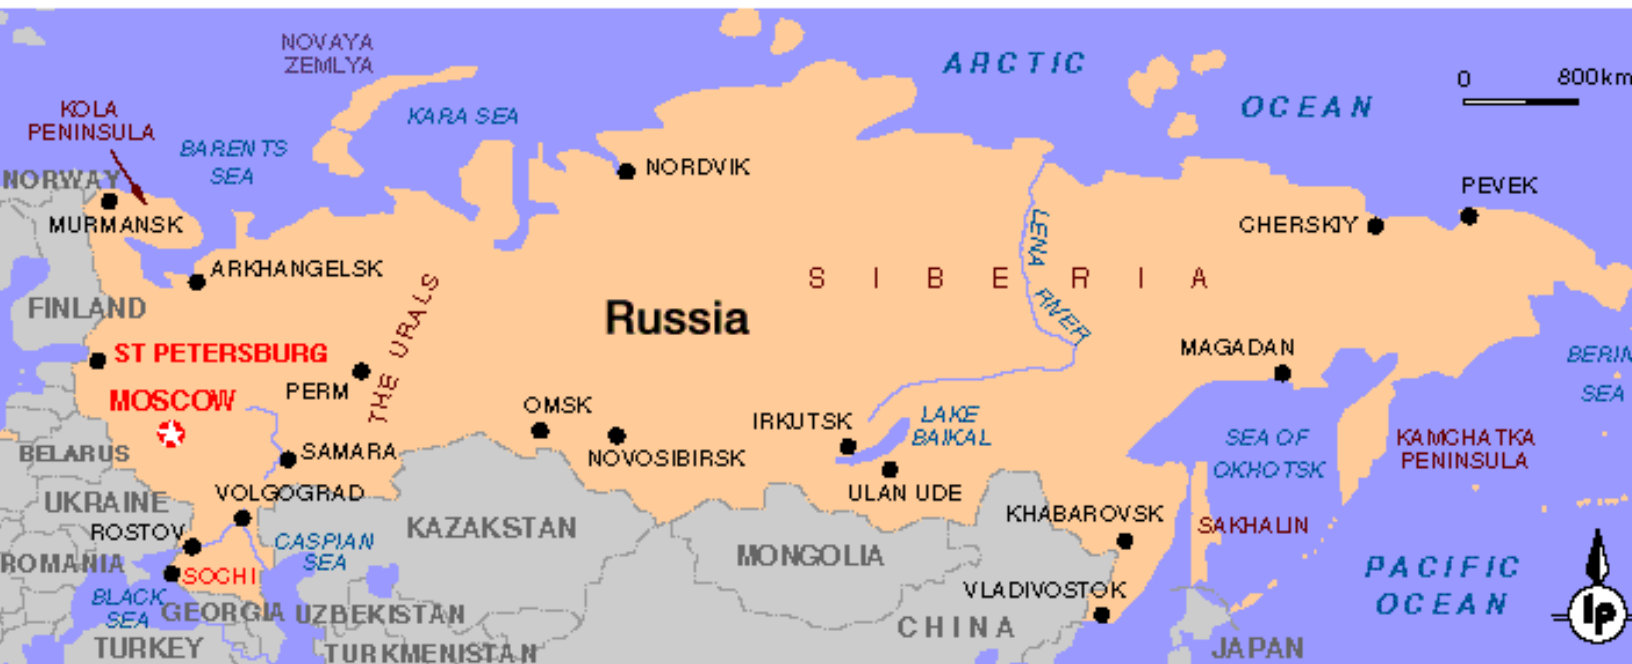 NOVAYA
ZEMLYA
ARCTIC
OCEAN
0 800km
KOLA
PENINSULA
KARA SEA
BARENTS
SEA
NORWAY
MURMANSK
NORDVIK
PEVEK
CHERSKIY
LENA
RIVER
ARKHANGELSK
SIBERIA
FINLAND
THE URALS
Russia
ST PETERSBURG
MAGADAN
BERIN
SEA
PERM
MOSCOW
OMSK
IRKUTSK
LAKE
BAIKAL
SEA OF
OKHOTSK
KAMCHATKA
PENINSULA
BELARUS
SAMARA
NOVOSIBIRSK
UKRAINE
VOLGOGRAD
ULAN UDE
KHABAROVSK
SAKHALIN
ROSTOV
KAZAKSTAN
CASPIAN
SEA
MONGOLIA
ROMANIA
SOCHI
PACIFIC
OCEAN
VLADIVOSTOK
BLACK
SEA
GEORGIA
UZBEKISTAN
CHINA
lp
TURKEY
TURKMENISTAN
JAPAN